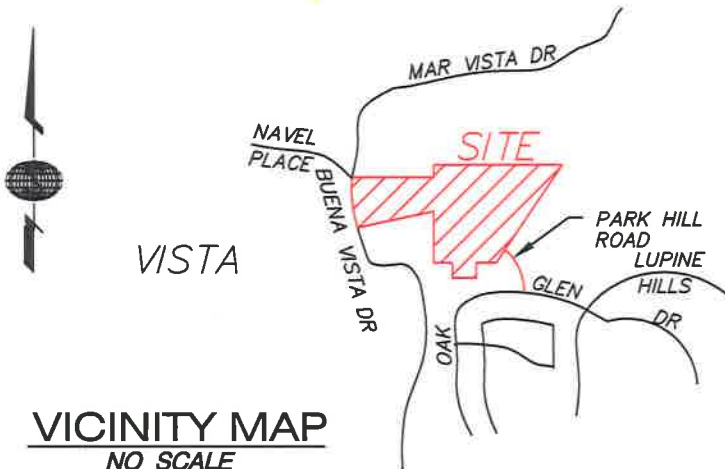 MAR VISTA DR
NAVEL
PLACE
SITE
BUENA VISTA DR
PARK HILL
ROAD
VISTA
LUPINE
HILLS
GLEN
DR
OAK
VICINITY MAP
NO SCALE